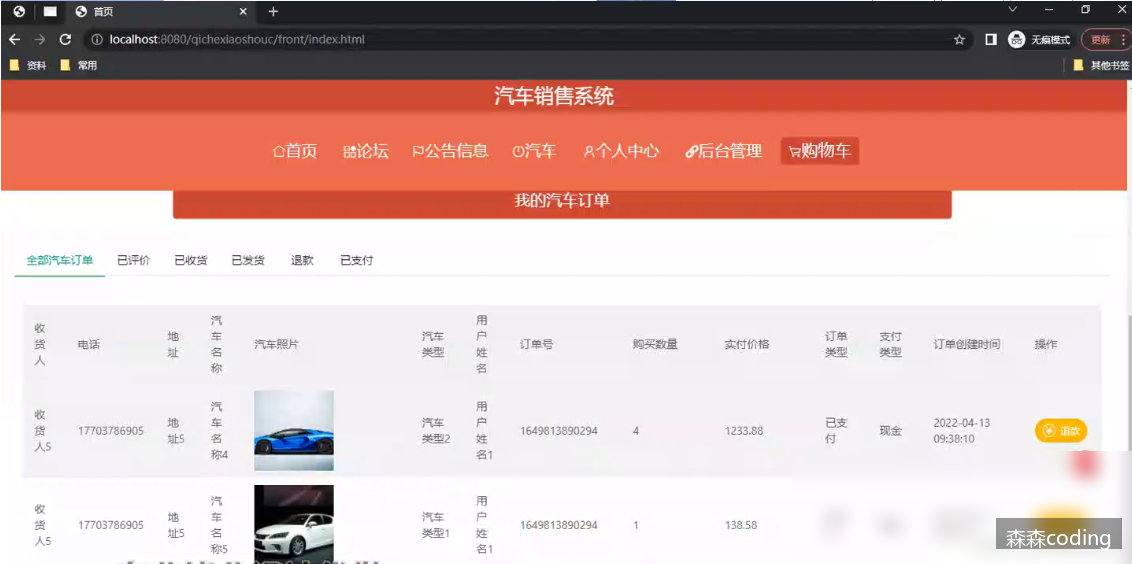 首页
localhost:8080/qichexiaoshouc/front/index.html
无痕模式
更新
资料
常用
其他书签
汽车销售系统
首页 论坛 公告信息 汽车 个人中心 后台管理 购物车
我的汽车订单
全部汽车订单 已评价 已收货 已发货 退款 已支付
收货人 电话 地址 汽车名称 汽车照片 汽车类型 用户姓名 订单号 购买数量 实付价格 订单类型 支付类型 订单创建时间 操作
收货人5 17703786905 地址5 汽车名称4 汽车类型2 用户姓名1 1649813890294 4 1233.88 已支付 现金 2022-04-13 09:38:10 退款
收货人5 17703786905 地址5 汽车名称5 汽车类型1 用户姓名1 1649813890294 1 138.58
森森coding